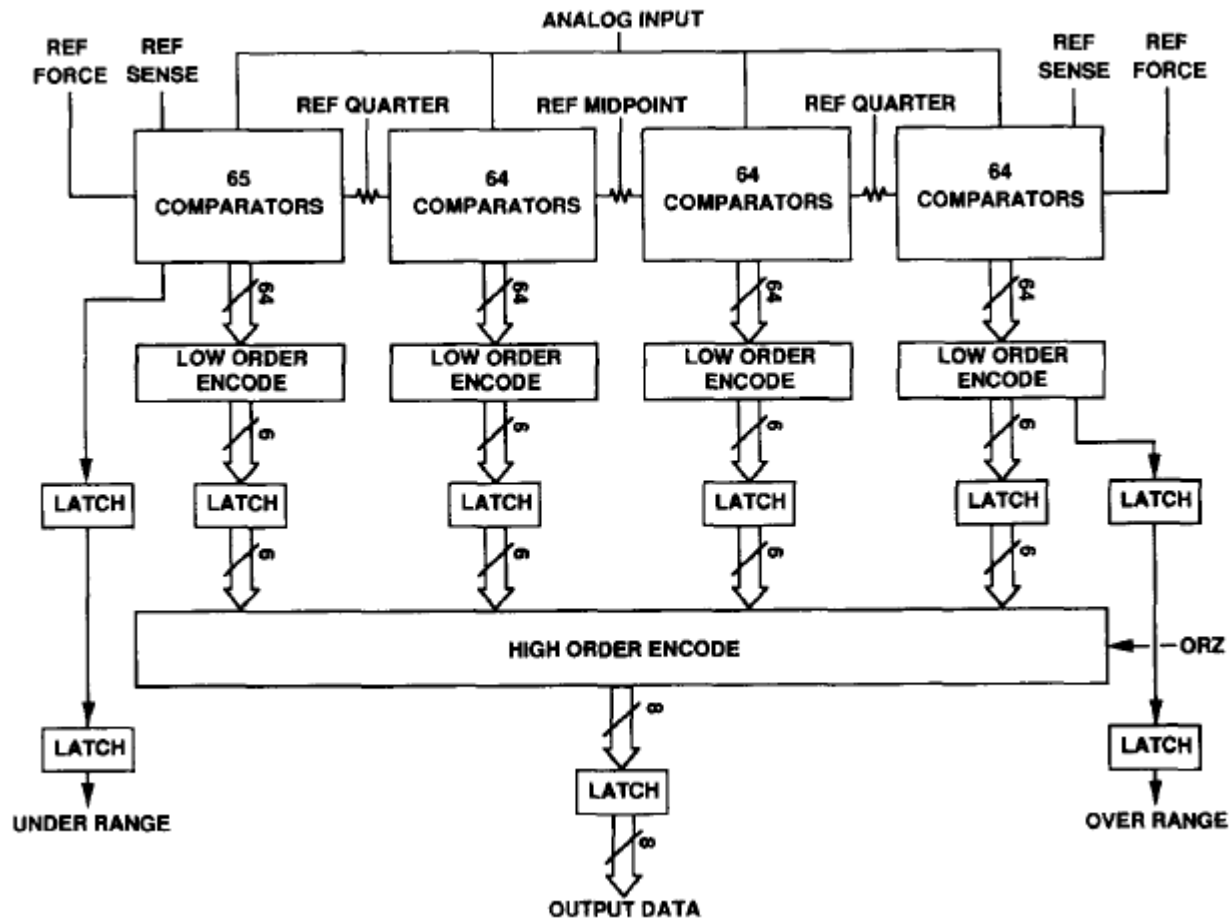 ANALOG INPUT
REF FORCE
REF SENSE
REF SENSE
REF FORCE
REF QUARTER
REF MIDPOINT
REF QUARTER
65 COMPARATORS
64 COMPARATORS
64 COMPARATORS
64 COMPARATORS
64
64
64
64
LOW ORDER ENCODE
LOW ORDER ENCODE
LOW ORDER ENCODE
LOW ORDER ENCODE
6
6
6
6
LATCH
LATCH
LATCH
LATCH
LATCH
LATCH
6
6
6
6
HIGH ORDER ENCODE
ORZ
8
LATCH
LATCH
LATCH
UNDER RANGE
8
OVER RANGE
OUTPUT DATA